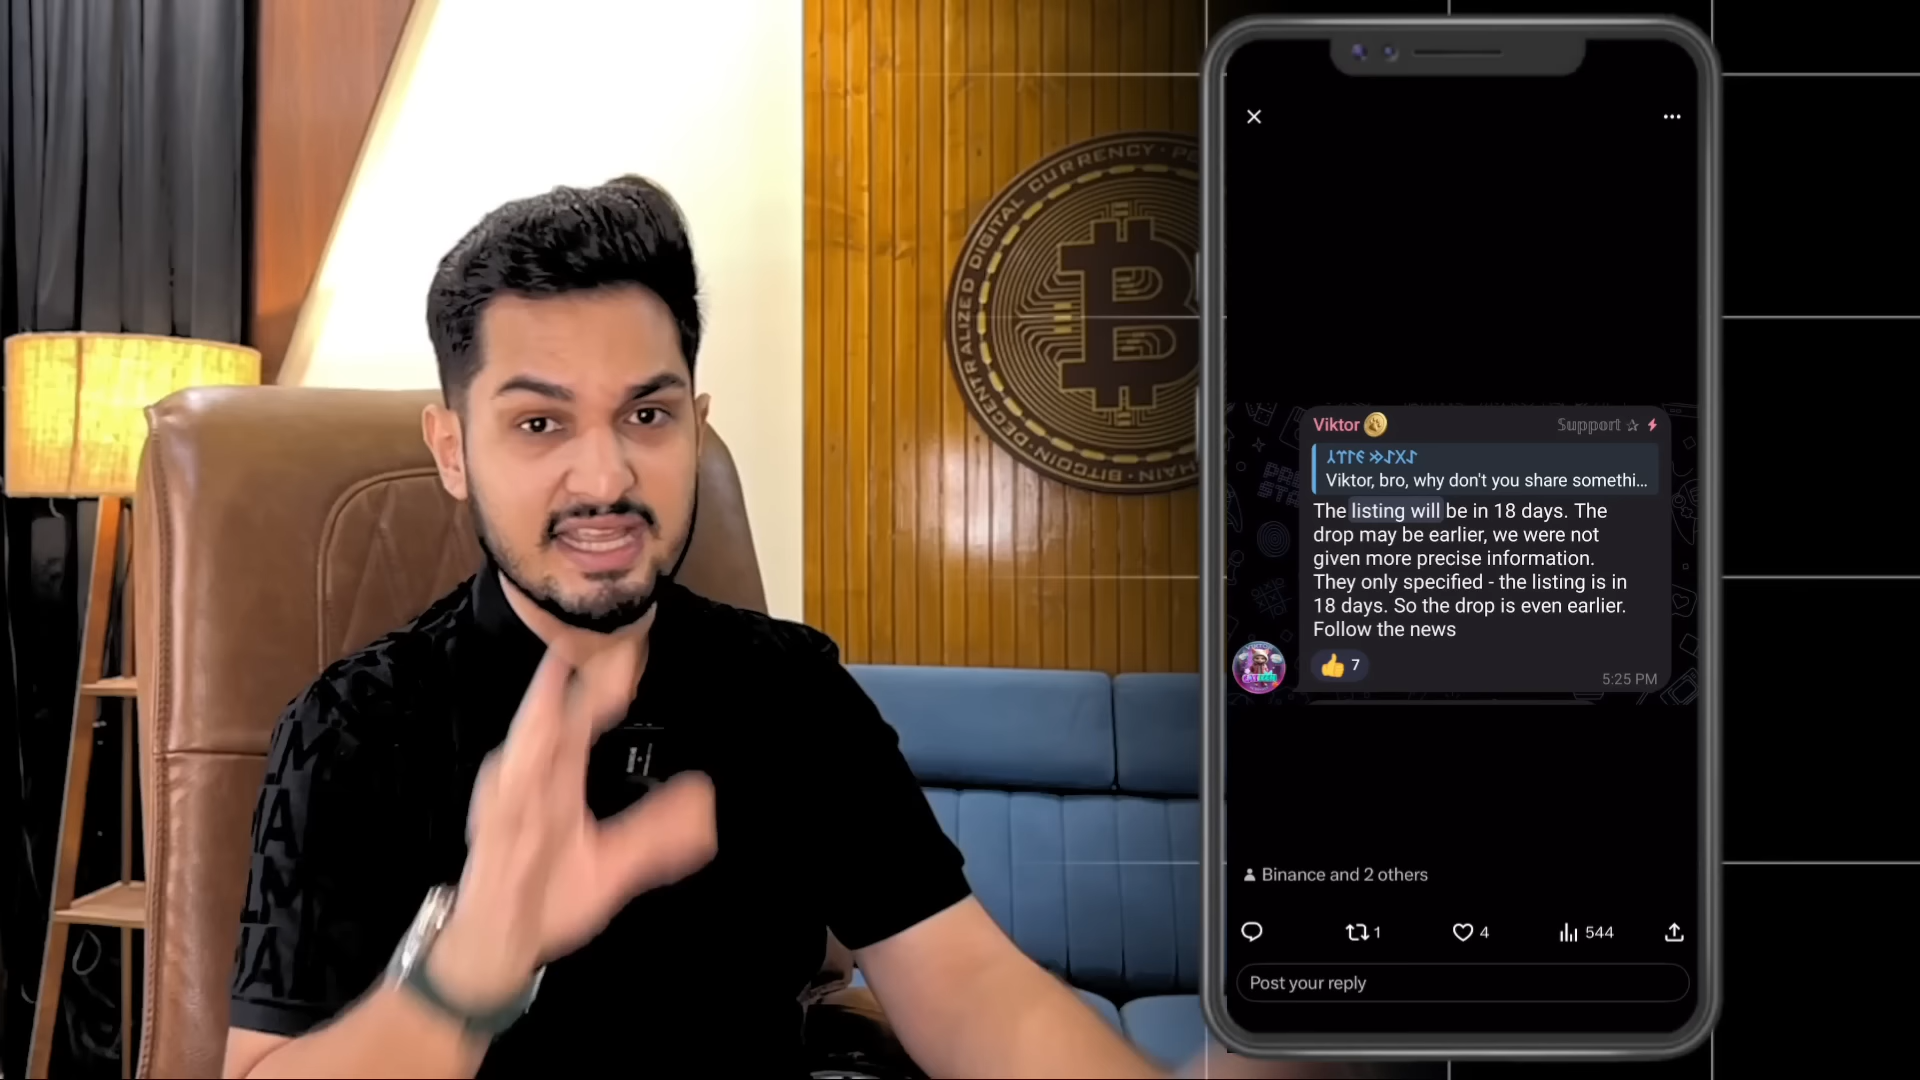 DECENTRALIZED DIGITAL CURRENCY
BITCOIN
Viktor
Support
Viktor, bro, why don't you share somethi...
The listing will be in 18 days. The
drop may be earlier, we were not
given more precise information.
They only specified - the listing is in
18 days. So the drop is even earlier.
Follow the news
👍 7
5:25 PM
Binance and 2 others
1
4
544
Post your reply